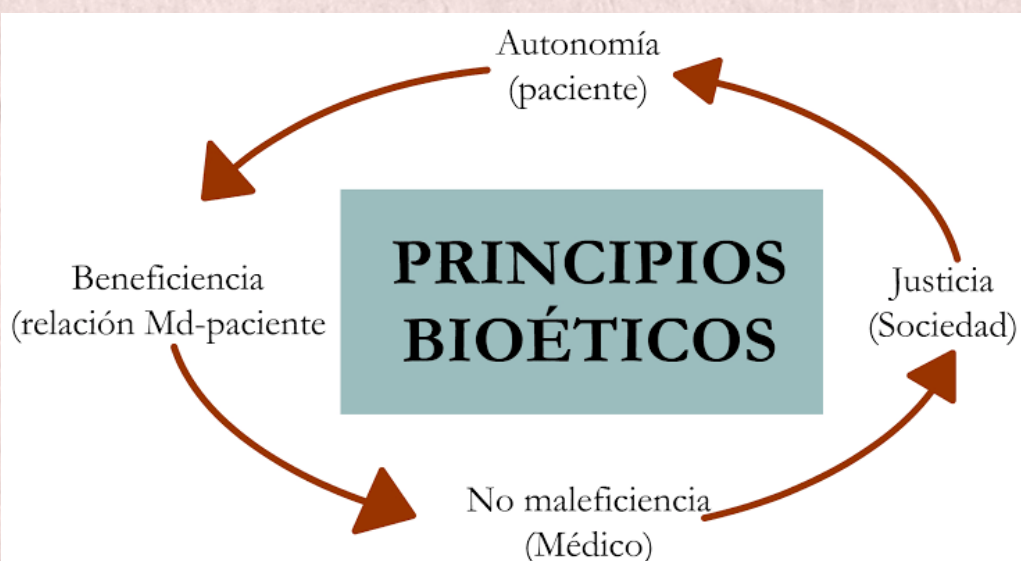 Autonomía
(paciente)
PRINCIPIOS
BIOÉTICOS
Beneficiencia
(relación Md-paciente
Justicia
(Sociedad)
No maleficiencia
(Médico)